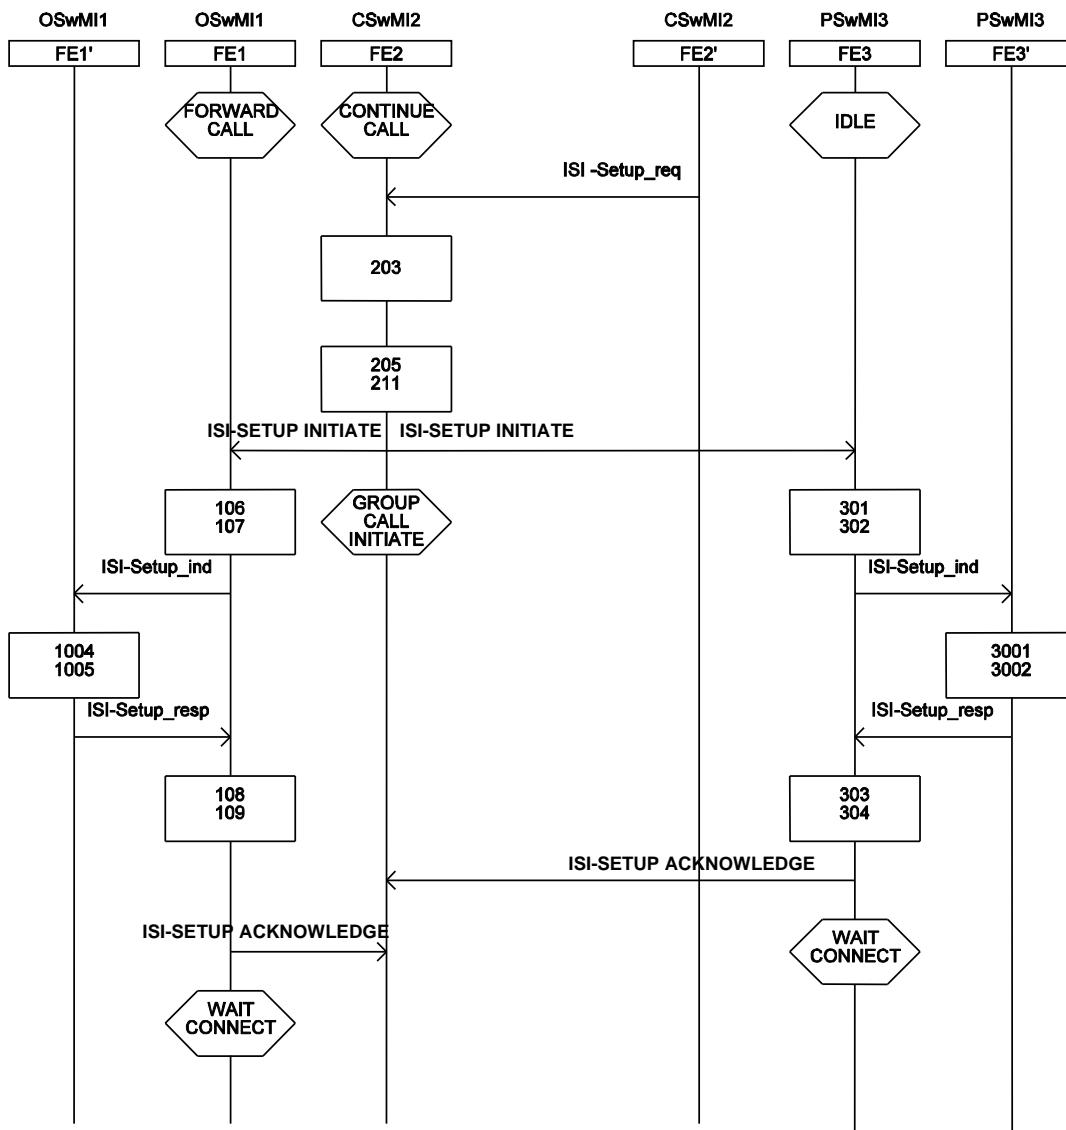 OSwMI1 OSwMI1 CSwMI2 CSwMI2 PSwMI3 PSwMI3
FE1' FE1 FE2 FE2' FE3 FE3'
FORWARD
CALL
CONTINUE
CALL
IDLE
ISI -Setup_req
203
205
211
ISI-SETUP INITIATE ISI-SETUP INITIATE
106
107
GROUP
CALL
INITIATE
301
302
ISI-Setup_ind ISI-Setup_ind
1004
1005
3001
3002
ISI-Setup_resp ISI-Setup_resp
108
109
303
304
ISI-SETUP ACKNOWLEDGE
ISI-SETUP ACKNOWLEDGE
WAIT
CONNECT
WAIT
CONNECT